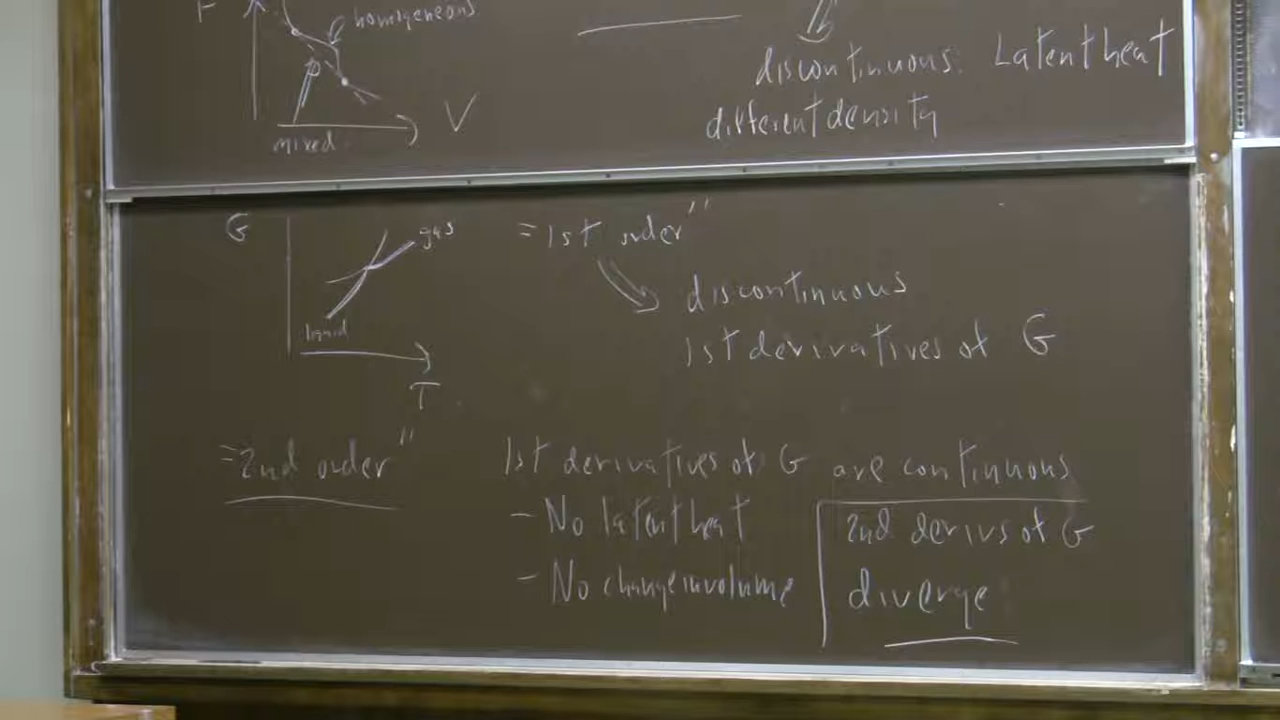 F
homogeneous
V
mixed
discontinuous: Latent heat
different density
G
gas
liquid
T
"1st order"
discontinuous
1st derivatives of G
"2nd order"
1st derivatives of G are continuous
- No latent heat
- No change in volume
2nd derivs of G
diverge